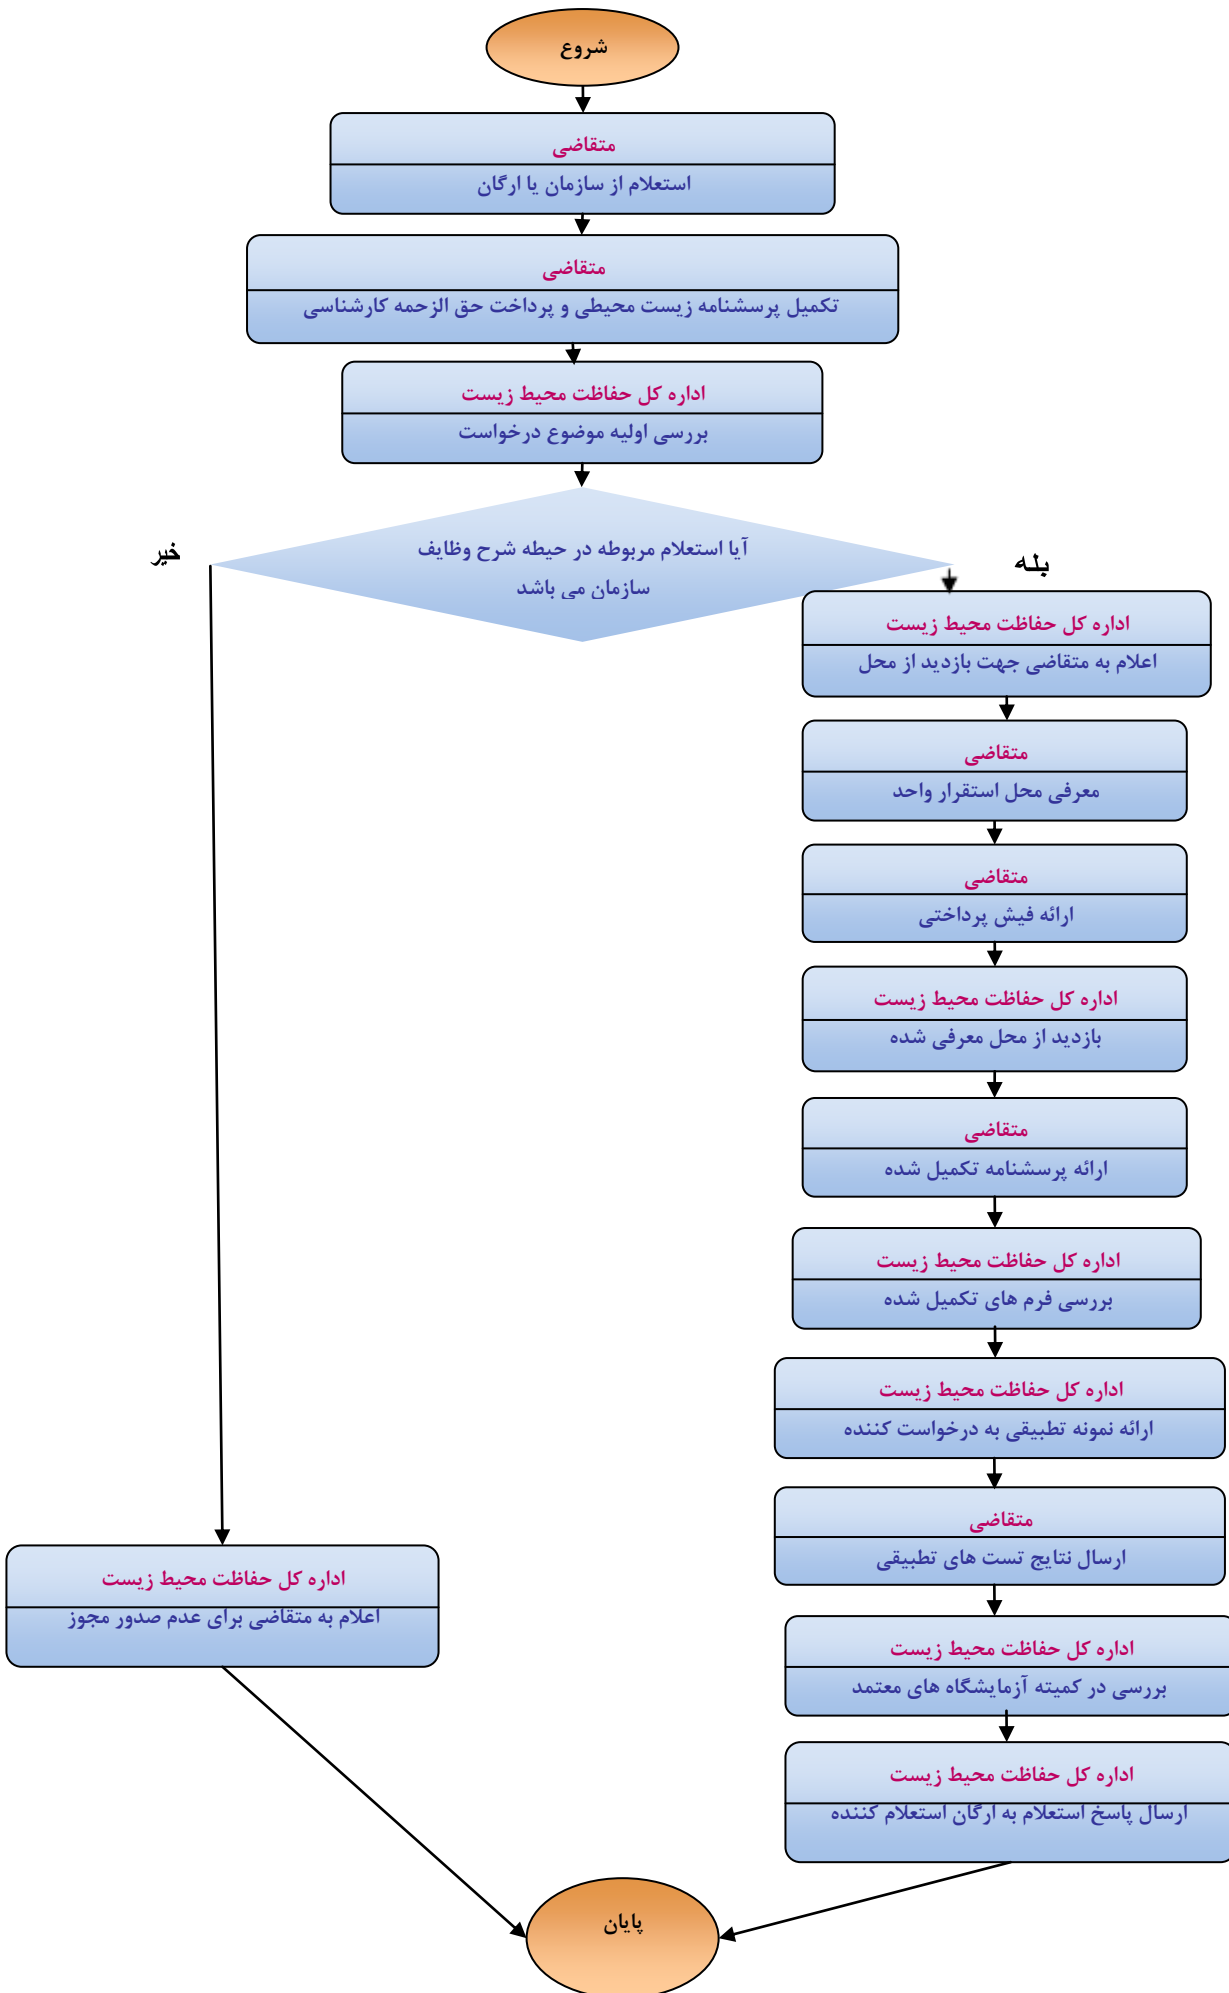 شروع
متقاضی
استعلام از سازمان یا ارگان
متقاضی
تکمیل پرسشنامه زیست محیطی و پرداخت حق الزحمه کارشناسی
اداره کل حفاظت محیط زیست
بررسی اولیه موضوع درخواست
آیا استعلام مربوطه در حیطه شرح وظایف
سازمان می باشد
بله
خیر
اداره کل حفاظت محیط زیست
اعلام به متقاضی جهت بازدید از محل
متقاضی
معرفی محل استقرار واحد
متقاضی
ارائه فیش پرداختی
اداره کل حفاظت محیط زیست
بازدید از محل معرفی شده
متقاضی
ارائه پرسشنامه تکمیل شده
اداره کل حفاظت محیط زیست
بررسی فرم های تکمیل شده
اداره کل حفاظت محیط زیست
ارائه نمونه تطبیقی به درخواست کننده
متقاضی
ارسال نتایج تست های تطبیقی
اداره کل حفاظت محیط زیست
اعلام به متقاضی برای عدم صدور مجوز
اداره کل حفاظت محیط زیست
بررسی در کمیته آزمایشگاه های معتمد
اداره کل حفاظت محیط زیست
ارسال پاسخ استعلام به ارگان استعلام کننده
پایان